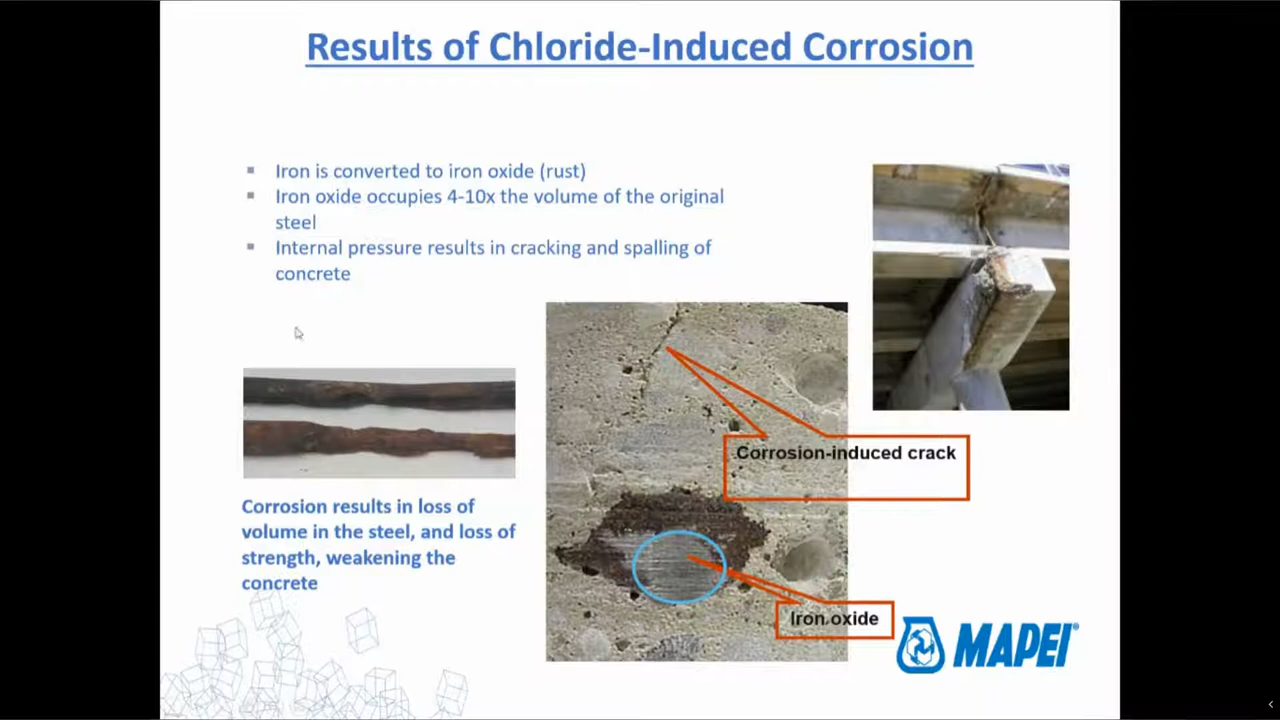 Results of Chloride-Induced Corrosion
▪ Iron is converted to iron oxide (rust)
▪ Iron oxide occupies 4-10x the volume of the original
steel
▪ Internal pressure results in cracking and spalling of
concrete
Corrosion-induced crack
Corrosion results in loss of
volume in the steel, and loss of
strength, weakening the
concrete
Iron oxide
MAPEI®